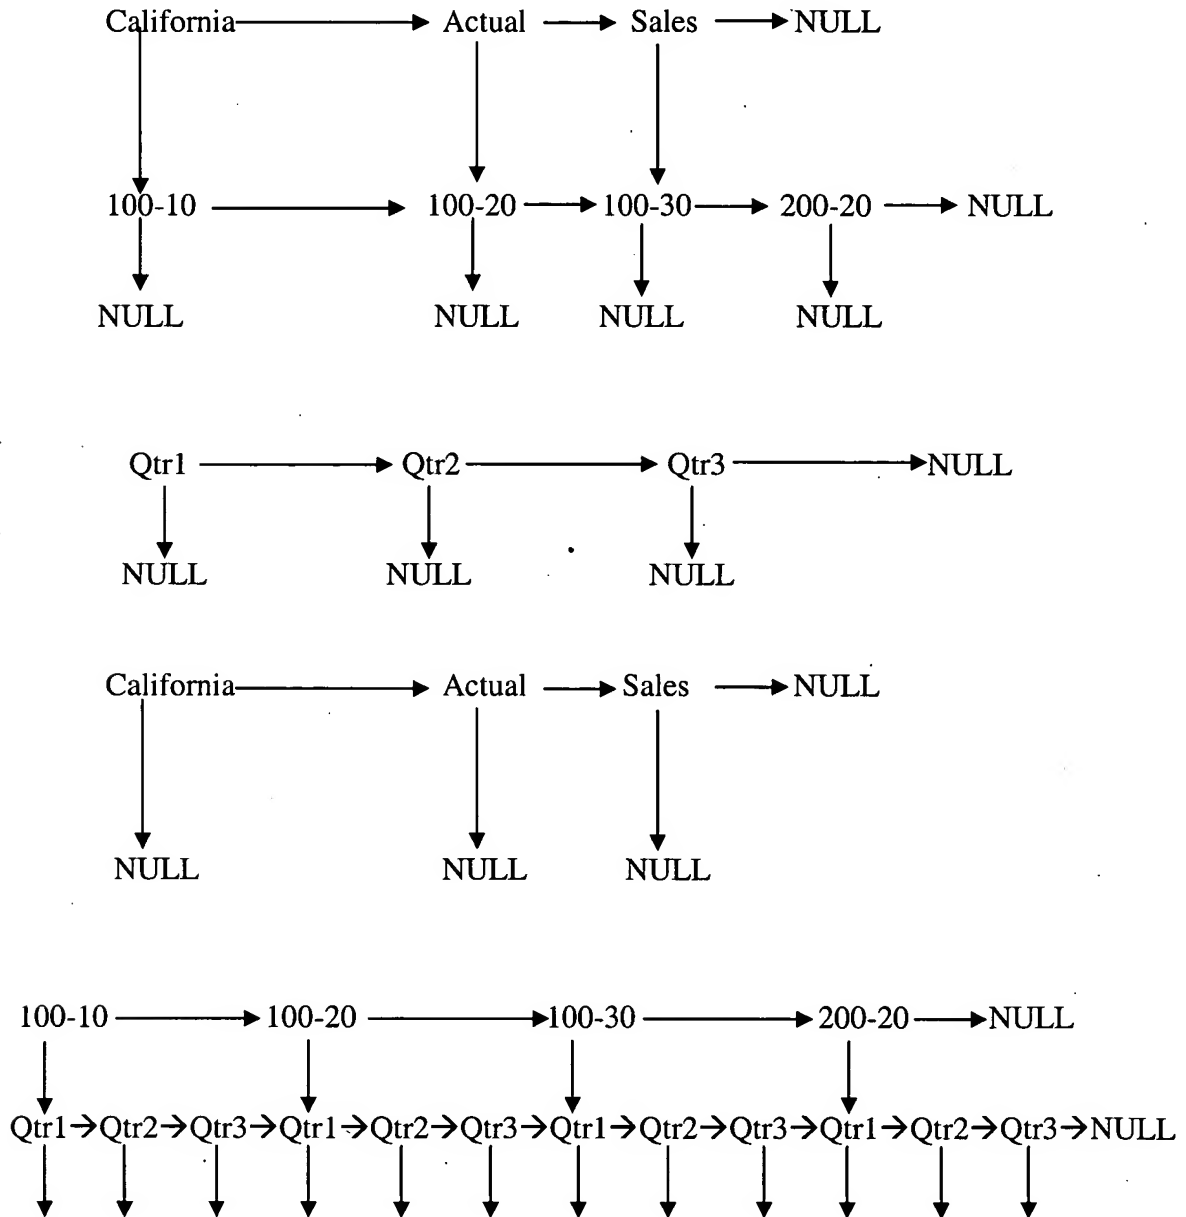 California Actual Sales NULL
100-10 100-20 100-30 200-20 NULL
NULL NULL NULL NULL
Qtr1 Qtr2 Qtr3 NULL
NULL NULL NULL
California Actual Sales NULL
NULL NULL NULL
100-10 100-20 100-30 200-20 NULL
Qtr1→Qtr2→Qtr3→Qtr1→Qtr2→Qtr3→Qtr1→Qtr2→Qtr3→Qtr1→Qtr2→Qtr3→NULL